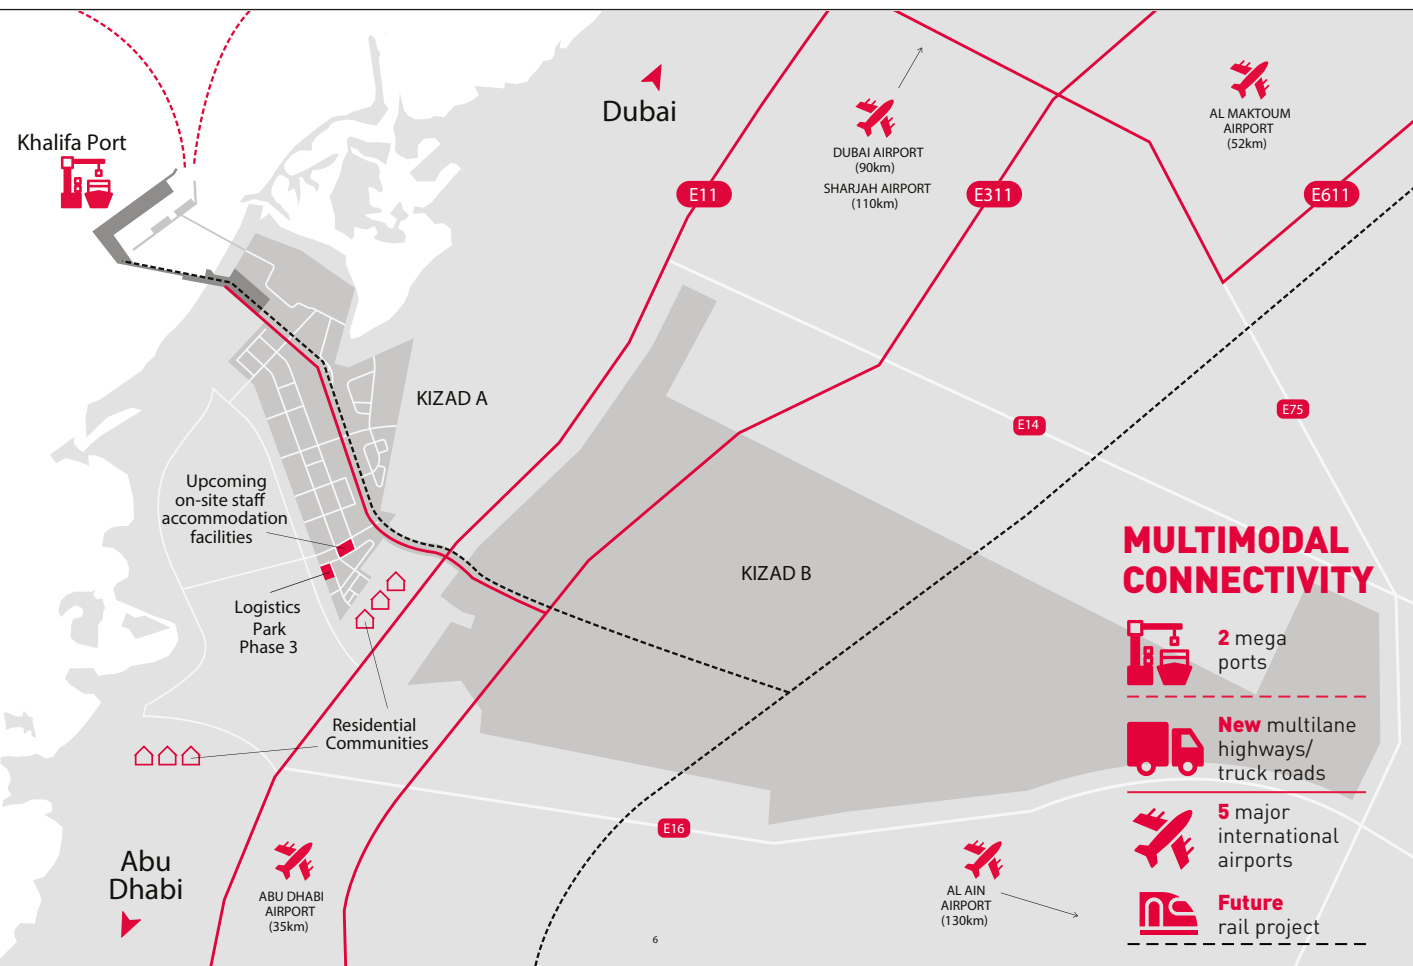 Khalifa Port
Dubai
DUBAI AIRPORT
(90km)
SHARJAH AIRPORT
(110km)
AL MAKTOUM
AIRPORT
(52km)
E11
E311
E611
KIZAD A
E14
E75
Upcoming
on-site staff
accommodation
facilities
Logistics
Park
Phase 3
KIZAD B
Residential
Communities
E16
Abu
Dhabi
ABU DHABI
AIRPORT
(35km)
AL AIN
AIRPORT
(130km)
MULTIMODAL
CONNECTIVITY
2 mega
ports
New multilane
highways/
truck roads
5 major
international
airports
Future
rail project
6